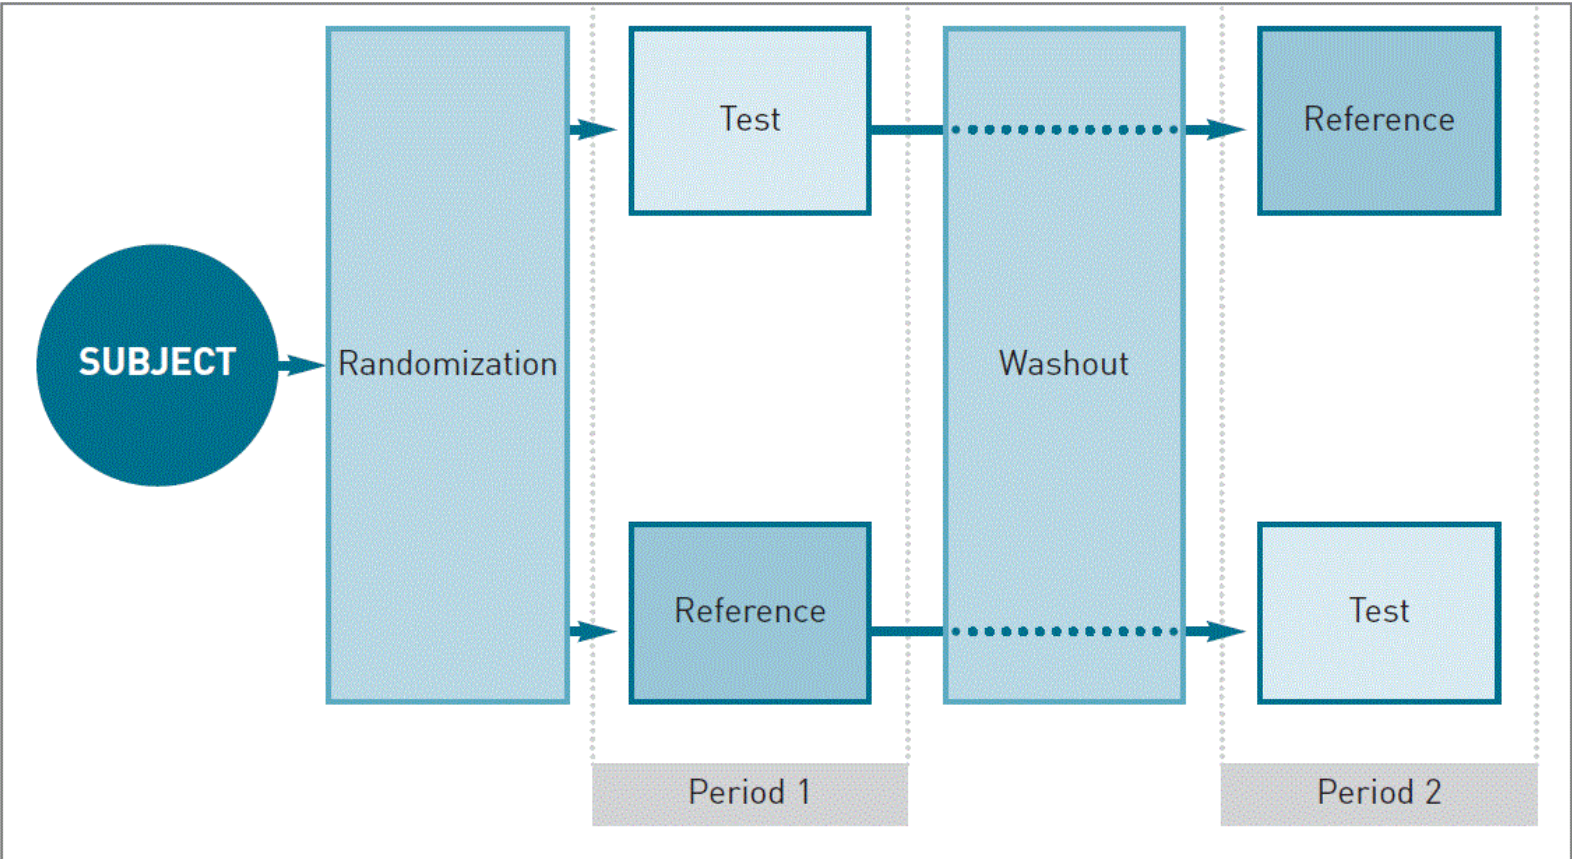 Test
Reference
SUBJECT
Randomization
Washout
Reference
Test
Period 1
Period 2